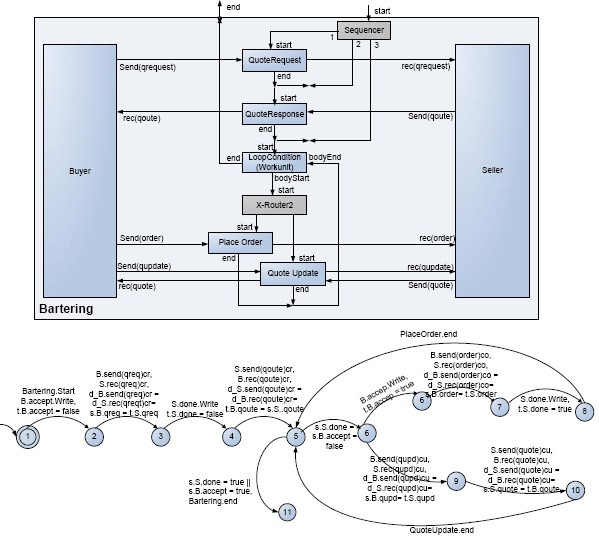 end
start
Sequencer
1
2
3
start
Send(qrequest)
QuoteRequest
rec(qrequest)
end
start
rec(qoute)
QuoteResponse
Send(qoute)
end
start
end
LoopCondition
(Workunit)
bodyEnd
Buyer
Seller
bodyStart
start
X-Router2
start
Send(order)
Place Order
rec(order)
end
start
Send(qupdate)
Quote Update
rec(qupdate)
rec(quote)
Send(quote)
end
Bartering
PlaceOrder.end
Bartering.Start
B.accept.Write,
t.B.accept = false
B.send(qreq)cr,
S.rec(qreq)cr,
d_B.send(qreq)cr =
d_S.rec(qreqt)cr=
s.B.qreq = t.S.qreq
S.done.Write
t.S.done = false
S.send(qoute)cr,
B.rec(qoute)cr,
d_S.send(qoute)cr =
d_B.rec(qoute)cr=
t.B.qoute = s.S..qoute
s.S.done =
s.B.accept =
false
B.accep.Write,
t.B.accep = true
B.send(order)co,
S.rec(order)co,
d_B.send(order)co =
d_S.rec(order)co=
s.B.order= t.S.order
S.done.Write
t.S.done = true
1
2
3
4
5
6
6
7
8
B.send(qupd)cu,
S.rec(qupd)cu,
d_B.send(qupd)cu =
d_S.rec(qupd)cu=
s.B.qupd= t.S.qupd
S.send(quote)cu,
B.rec(quote)cu,
d_S.send(quote)cu =
d_B.rec(quote)cu=
s.S.quote = t.B.qoute
s.S.done = true ||
s.B.accept = true,
Bartering.end
9
10
11
QuoteUpdate.end